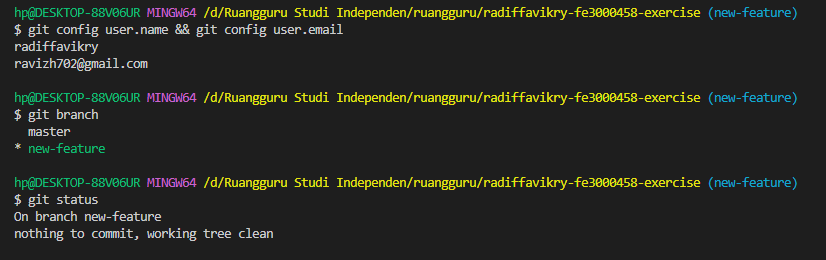 hp@DESKTOP-88V06UR MINGW64 /d/Ruangguru Studi Independen/ruangguru/radiffavikry-fe3000458-exercise (new-feature)
$ git config user.name && git config user.email
radiffavikry
ravizh702@gmail.com
hp@DESKTOP-88V06UR MINGW64 /d/Ruangguru Studi Independen/ruangguru/radiffavikry-fe3000458-exercise (new-feature)
$ git branch
  master
* new-feature
hp@DESKTOP-88V06UR MINGW64 /d/Ruangguru Studi Independen/ruangguru/radiffavikry-fe3000458-exercise (new-feature)
$ git status
On branch new-feature
nothing to commit, working tree clean